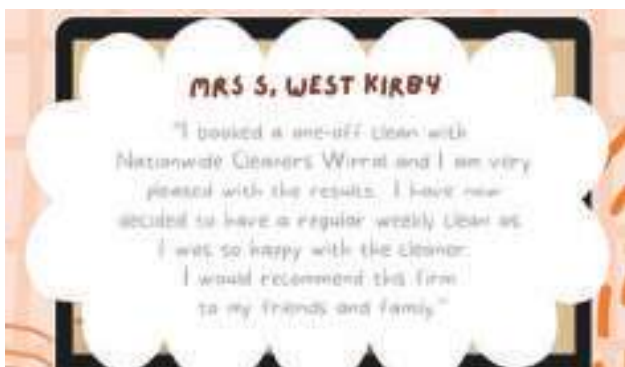 MRS S, WEST KIRBY
"I booked a one-off clean with
Nationwide Cleaners Wirral and I am very
pleased with the results. I have now
decided to have a regular weekly clean as
I was so happy with the cleaner.
I would recommend this firm
to my friends and family."